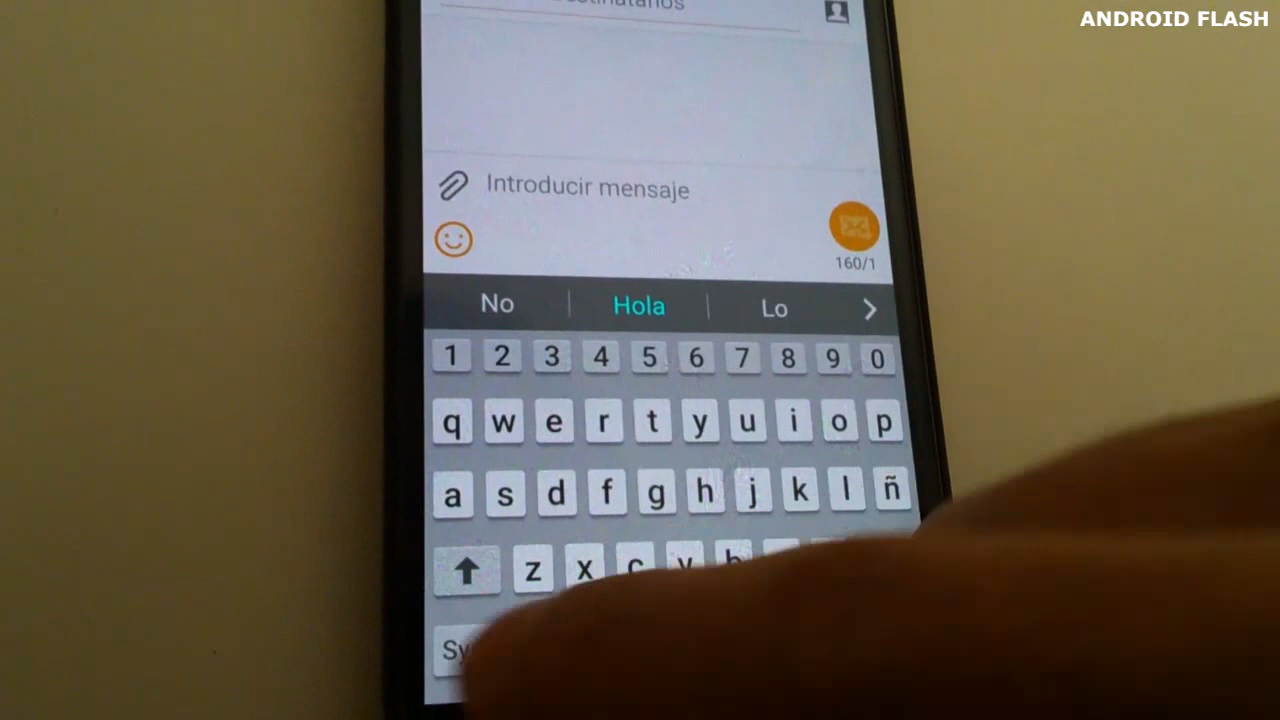 ANDROID FLASH
Introducir mensaje
160/1
No Hola Lo
1 2 3 4 5 6 7 8 9 0
q w e r t y u i o p
a s d f g h j k l ñ
z x c v b